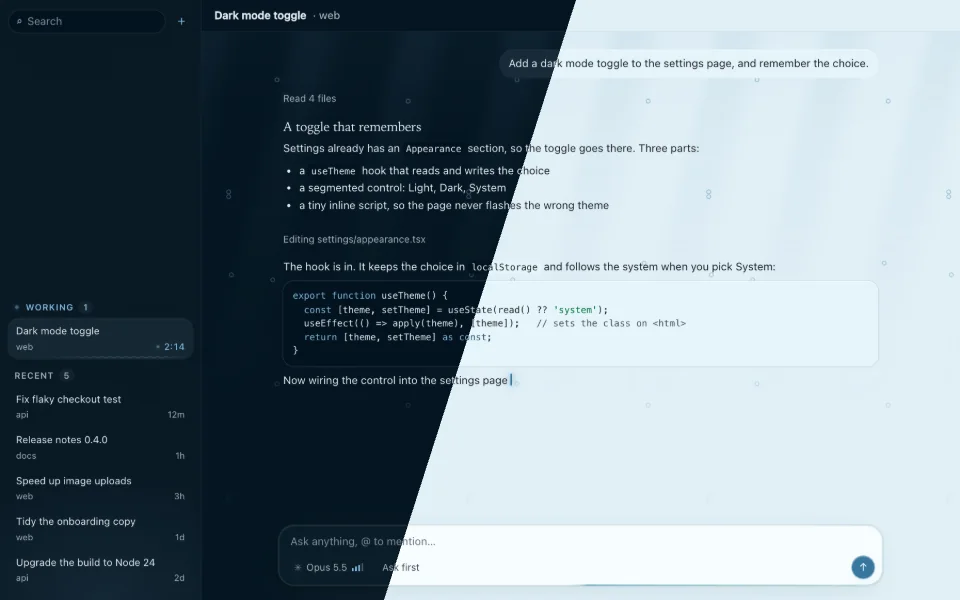 Search
+
WORKING 1
Dark mode toggle
web
2:14
RECENT 5
Fix flaky checkout test
api
12m
Release notes 0.4.0
docs
1h
Speed up image uploads
web
3h
Tidy the onboarding copy
web
1d
Upgrade the build to Node 24
api
2d
Dark mode toggle · web
Add a dark mode toggle to the settings page, and remember the choice.
Read 4 files
A toggle that remembers
Settings already has an Appearance section, so the toggle goes there. Three parts:
• a useTheme hook that reads and writes the choice
• a segmented control: Light, Dark, System
• a tiny inline script, so the page never flashes the wrong theme
Editing settings/appearance.tsx
The hook is in. It keeps the choice in localStorage and follows the system when you pick System:
export function useTheme() {
const [theme, setTheme] = useState(read() ?? 'system');
useEffect(() => apply(theme), [theme]); // sets the class on <html>
return [theme, setTheme] as const;
}
Now wiring the control into the settings page
Ask anything, @ to mention...
Opus 5.5
Ask first